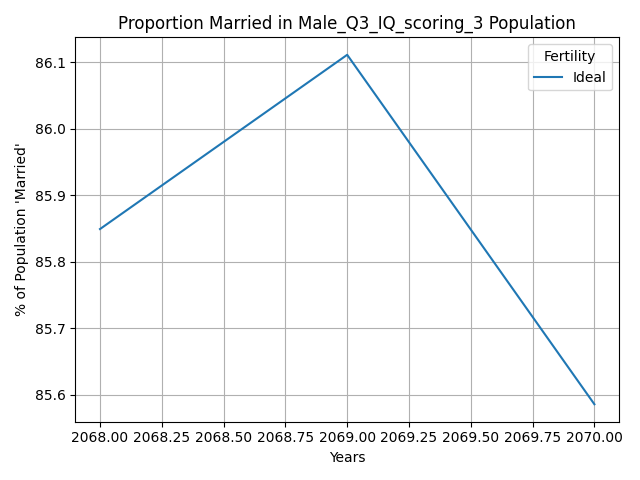 Proportion Married in Male_Q3_IQ_scoring_3 Population
Fertility
Ideal
% of Population 'Married'
86.1
86.0
85.9
85.8
85.7
85.6
2068.00 2068.25 2068.50 2068.75 2069.00 2069.25 2069.50 2069.75 2070.00
Years